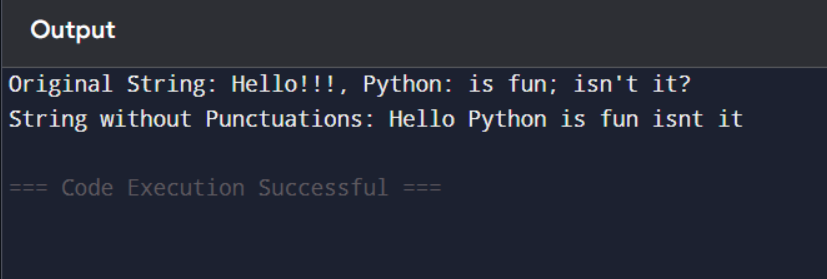 Output
Original String: Hello!!!, Python: is fun; isn't it?
String without Punctuations: Hello Python is fun isnt it
=== Code Execution Successful ===